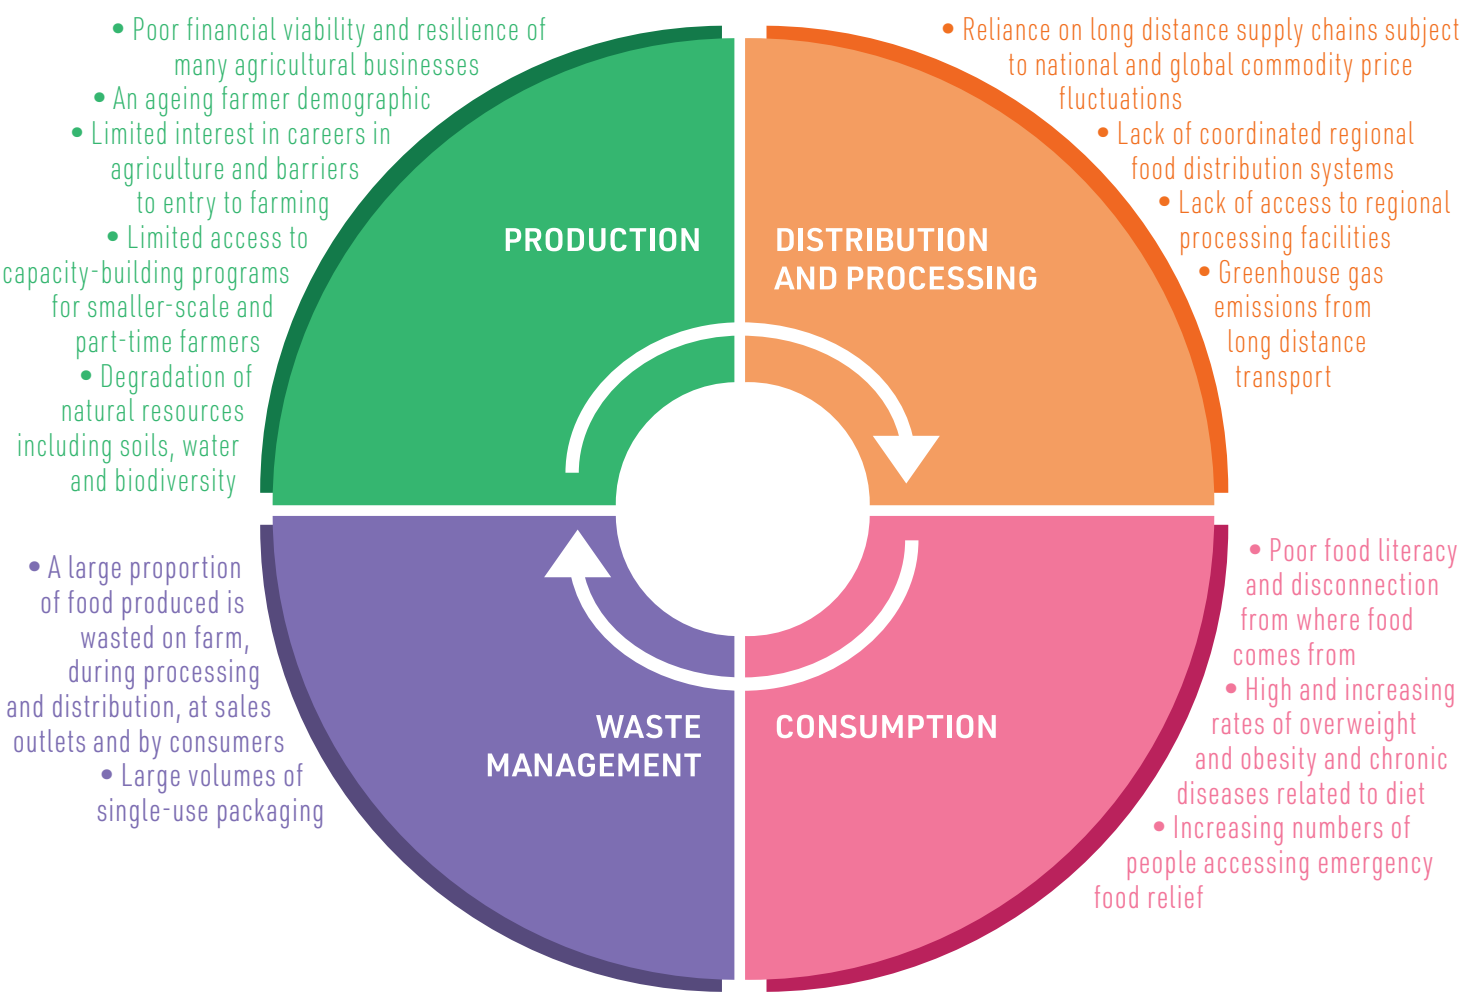 • Poor financial viability and resilience of
many agricultural businesses
• An ageing farmer demographic
• Limited interest in careers in
agriculture and barriers
to entry to farming
• Limited access to
capacity-building programs
for smaller-scale and
part-time farmers
• Degradation of
natural resources
including soils, water
and biodiversity
PRODUCTION
DISTRIBUTION
AND PROCESSING
• Reliance on long distance supply chains subject
to national and global commodity price
fluctuations
• Lack of coordinated regional
food distribution systems
• Lack of access to regional
processing facilities
• Greenhouse gas
emissions from
long distance
transport
• A large proportion
of food produced is
wasted on farm,
during processing
and distribution, at sales
outlets and by consumers
• Large volumes of
single-use packaging
WASTE
MANAGEMENT
CONSUMPTION
• Poor food literacy
and disconnection
from where food
comes from
• High and increasing
rates of overweight
and obesity and chronic
diseases related to diet
• Increasing numbers of
people accessing emergency
food relief